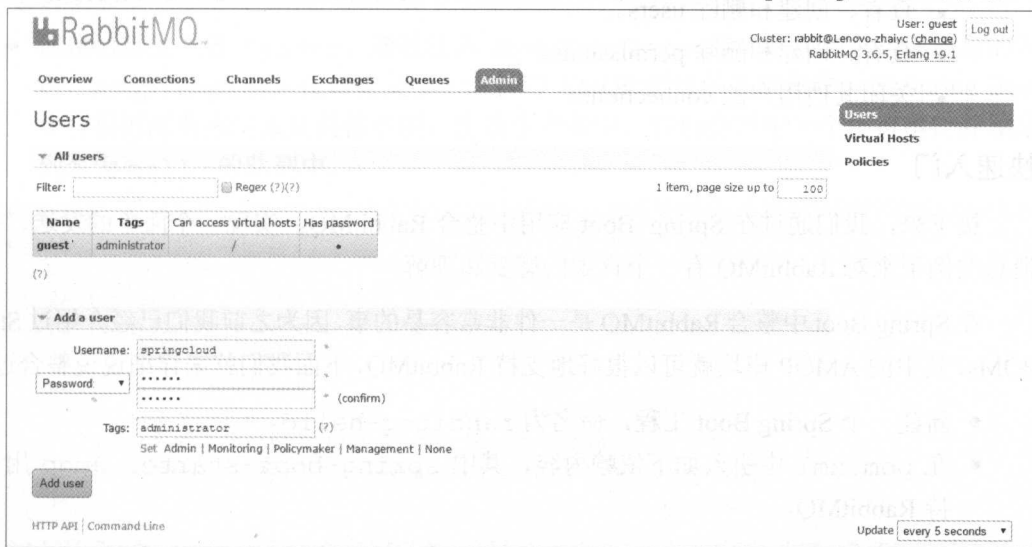 RabbitMQ
User: guest
Log out
Cluster: rabbit@Lenovo-zhaiyc (change)
RabbitMQ 3.6.5, Erlang 19.1
Overview Connections Channels Exchanges Queues Admin
Users
Users
Virtual Hosts
Policies
All users
Filter: Regex (?)(?)
1 item, page size up to 100
Name Tags Can access virtual hosts Has password
guest administrator / •
(?)
Add a user
Username: springcloud *
Password: •••••• *
•••••• * (confirm)
Tags: administrator (?)
Set Admin | Monitoring | Policymaker | Management | None
Add user
HTTP API | Command Line
Update every 5 seconds